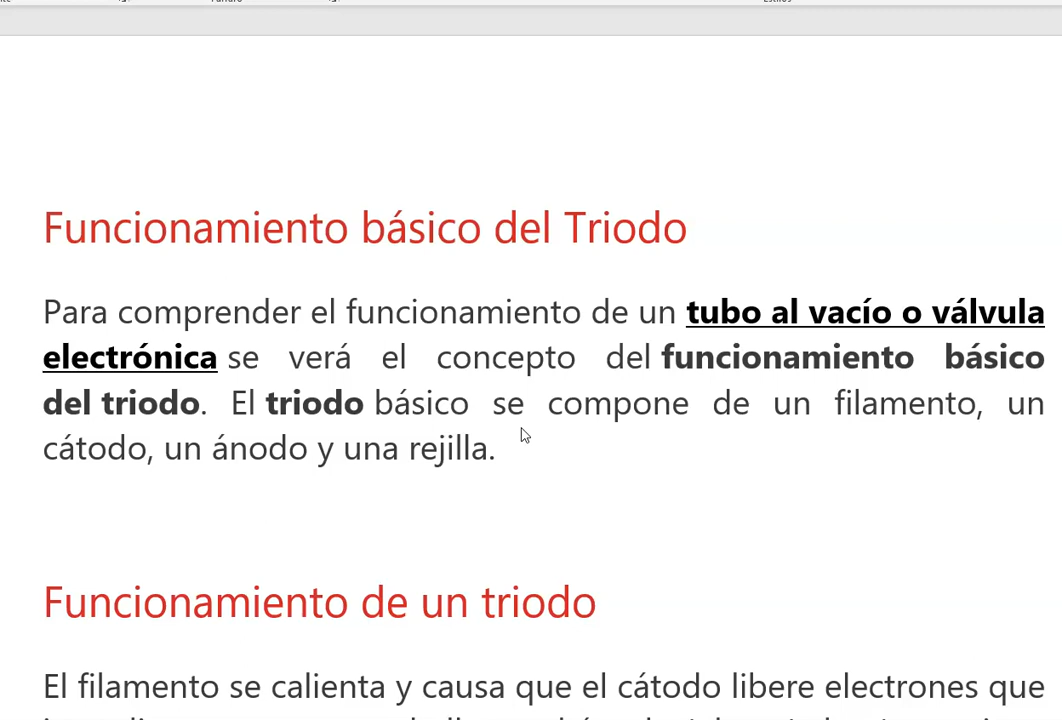 Estilos
Funcionamiento básico del Triodo
Para comprender el funcionamiento de un tubo al vacío o válvula
electrónica se verá el concepto del funcionamiento básico
del triodo. El triodo básico se compone de un filamento, un
cátodo, un ánodo y una rejilla.
Funcionamiento de un triodo
El filamento se calienta y causa que el cátodo libere electrones que